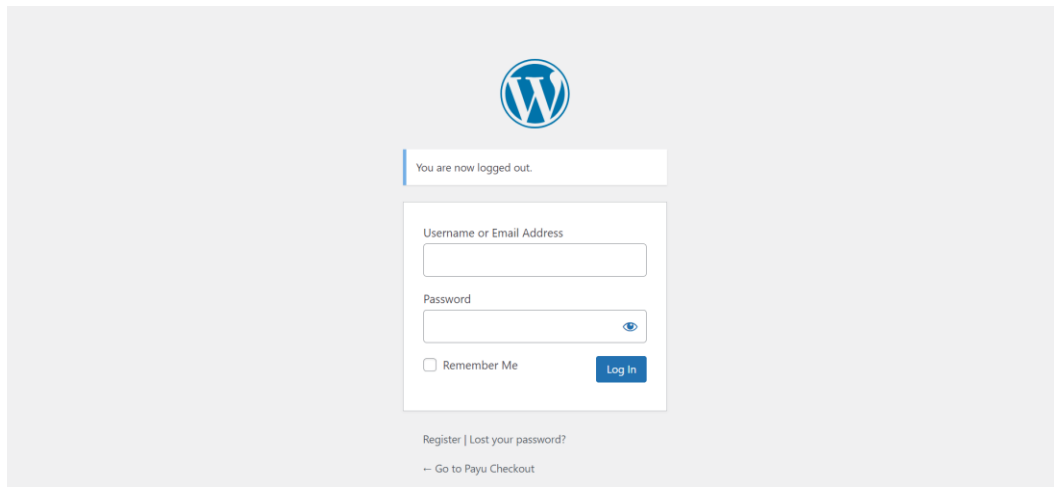 You are now logged out.
Username or Email Address
Password
Remember Me
Log In
Register | Lost your password?
← Go to Payu Checkout